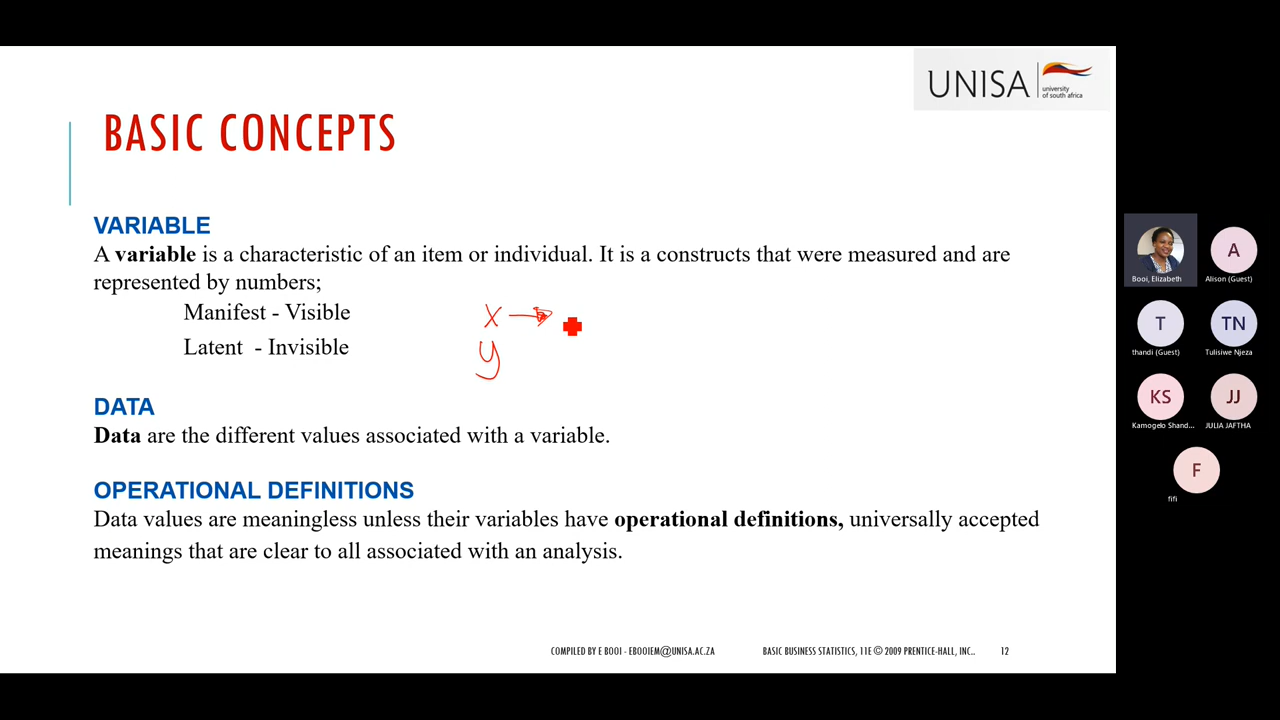 UNISA
university
of south africa
BASIC CONCEPTS
VARIABLE
A variable is a characteristic of an item or individual. It is a constructs that were measured and are
represented by numbers;
Manifest - Visible
x
Latent - Invisible
y
DATA
Data are the different values associated with a variable.
OPERATIONAL DEFINITIONS
Data values are meaningless unless their variables have operational definitions, universally accepted
meanings that are clear to all associated with an analysis.
COMPILED BY E BOOI - EBOOIEM@UNISA.AC.ZA
BASIC BUSINESS STATISTICS, 11E © 2009 PRENTICE-HALL, INC..
12
Booi, Elizabeth
A
Alison (Guest)
T
thandi (Guest)
TN
Tulisiwe Njeza
KS
Kamogelo Shand...
JJ
JULIA JAFTHA
F
fifi